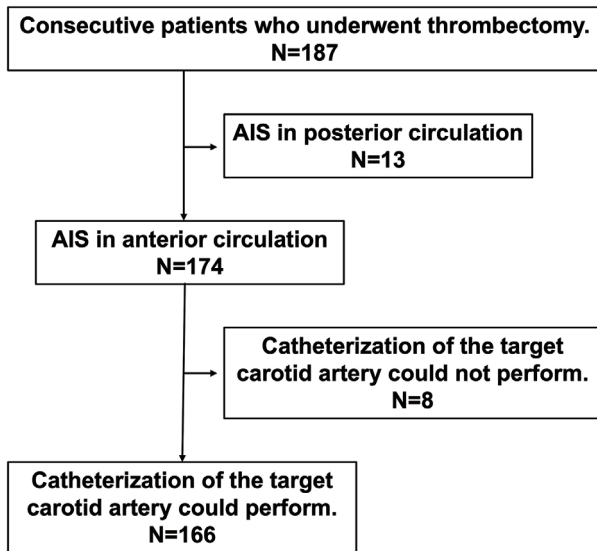 Consecutive patients who underwent thrombectomy.
N=187
AIS in posterior circulation
N=13
AIS in anterior circulation
N=174
Catheterization of the target
carotid artery could not perform.
N=8
Catheterization of the target
carotid artery could perform.
N=166